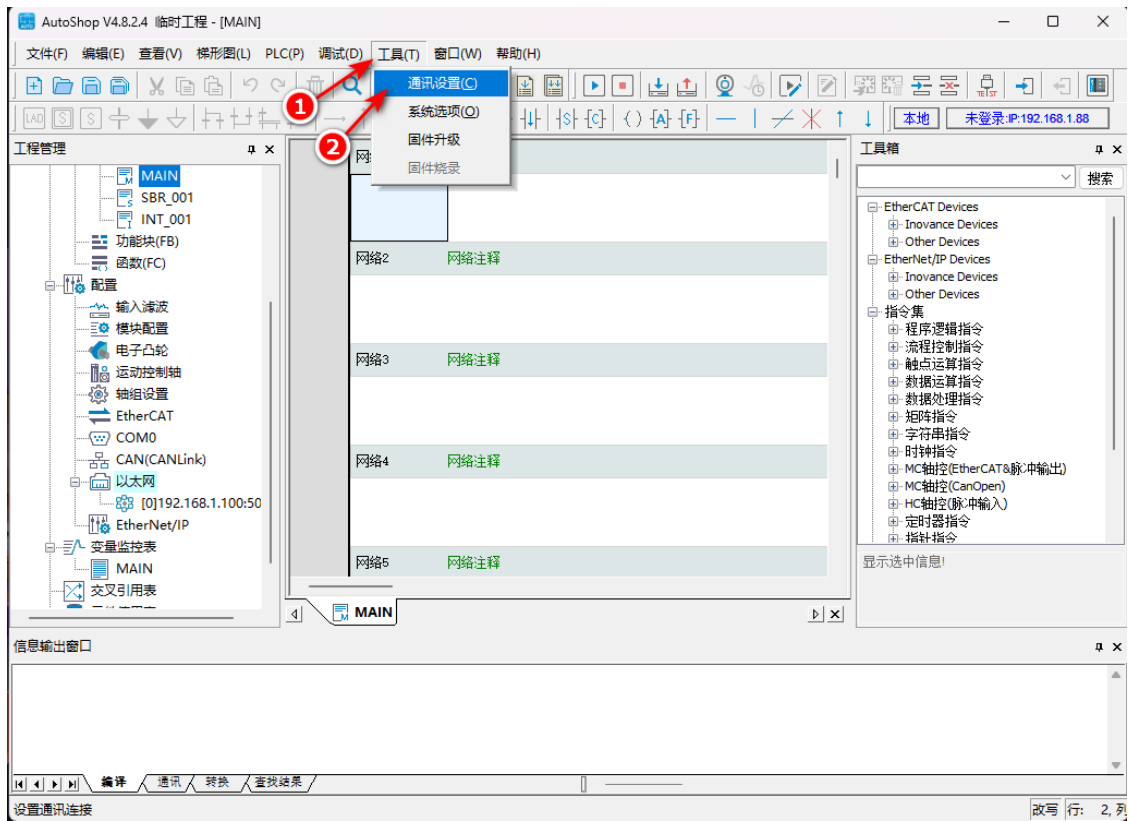 AutoShop V4.8.2.4 临时工程 - [MAIN]
文件(F) 编辑(E) 查看(V) 梯形图(L) PLC(P) 调试(D) 工具(T) 窗口(W) 帮助(H)
通讯设置(C)
系统选项(O)
固件升级
固件烧录
1
2
TEST
LAD
本地
未登录:IP:192.168.1.88
工程管理
MAIN
SBR_001
INT_001
功能块(FB)
函数(FC)
配置
输入滤波
模块配置
电子凸轮
运动控制轴
轴组设置
EtherCAT
COM0
CAN(CANLink)
以太网
[0]192.168.1.100:50
EtherNet/IP
变量监控表
MAIN
交叉引用表
网络2 网络注释
网络3 网络注释
网络4 网络注释
网络5 网络注释
MAIN
工具箱
搜索
EtherCAT Devices
Inovance Devices
Other Devices
EtherNet/IP Devices
Inovance Devices
Other Devices
指令集
程序逻辑指令
流程控制指令
触点运算指令
数据运算指令
数据处理指令
矩阵指令
字符串指令
时钟指令
MC轴控(EtherCAT&脉冲输出)
MC轴控(CanOpen)
HC轴控(脉冲输入)
定时器指令
指针指令
显示选中信息!
信息输出窗口
编译 通讯 转换 查找结果
设置通讯连接
改写 行: 2, 列